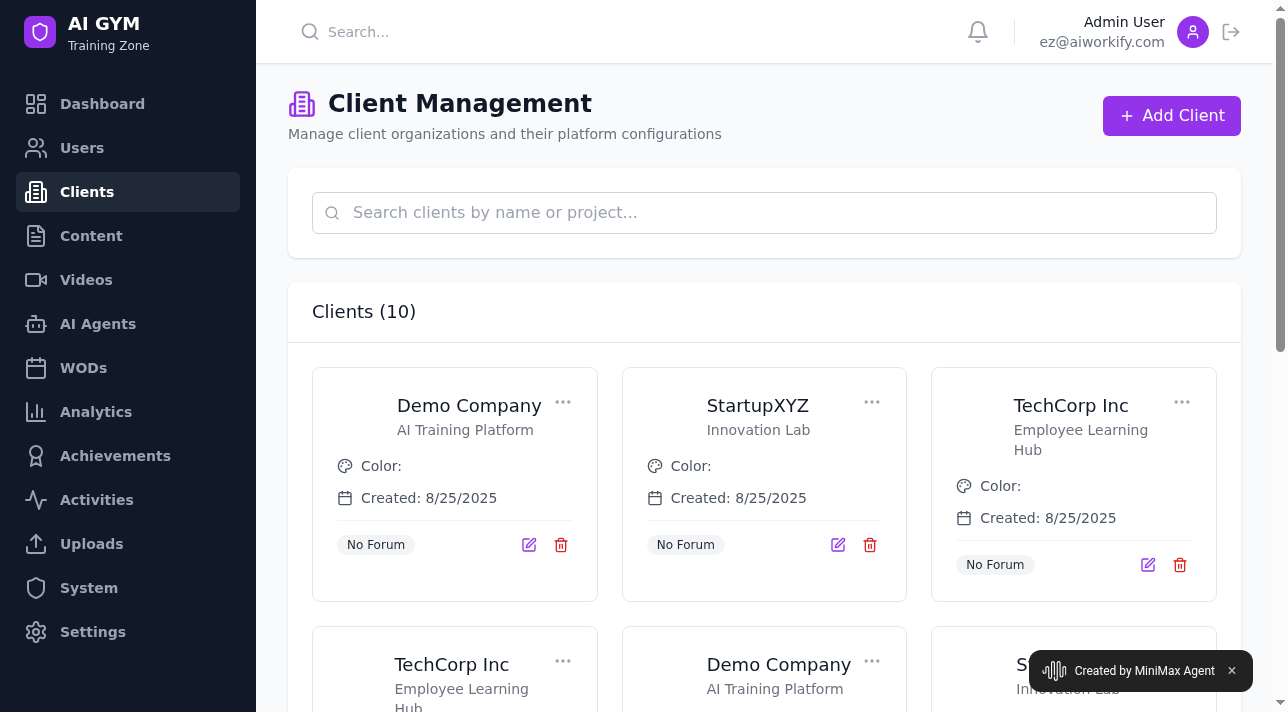 AI GYM
Training Zone
Dashboard
Users
Clients
Content
Videos
AI Agents
WODs
Analytics
Achievements
Activities
Uploads
System
Settings
Search...
Admin User
ez@aiworkify.com
Client Management
Manage client organizations and their platform configurations
+ Add Client
Search clients by name or project...
Clients (10)
Demo Company
AI Training Platform
Color:
Created: 8/25/2025
No Forum
StartupXYZ
Innovation Lab
Color:
Created: 8/25/2025
No Forum
TechCorp Inc
Employee Learning
Hub
Color:
Created: 8/25/2025
No Forum
TechCorp Inc
Employee Learning
Hub
Demo Company
AI Training Platform
Innovation Lab
Created by MiniMax Agent ×